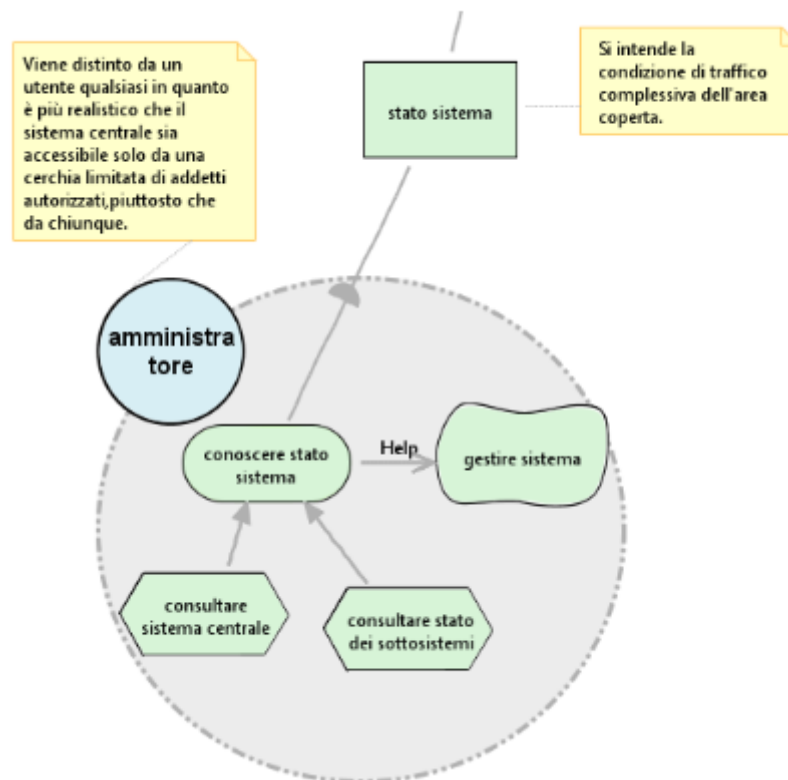 Viene distinto da un
utente qualsiasi in quanto
è più realistico che il
sistema centrale sia
accessibile solo da una
cerchia limitata di addetti
autorizzati,piuttosto che
da chiunque.
stato sistema
Si intende la
condizione di traffico
complessiva dell'area
coperta.
amministra
tore
conoscere stato
sistema
Help
gestire sistema
consultare
sistema centrale
consultare stato
dei sottosistemi